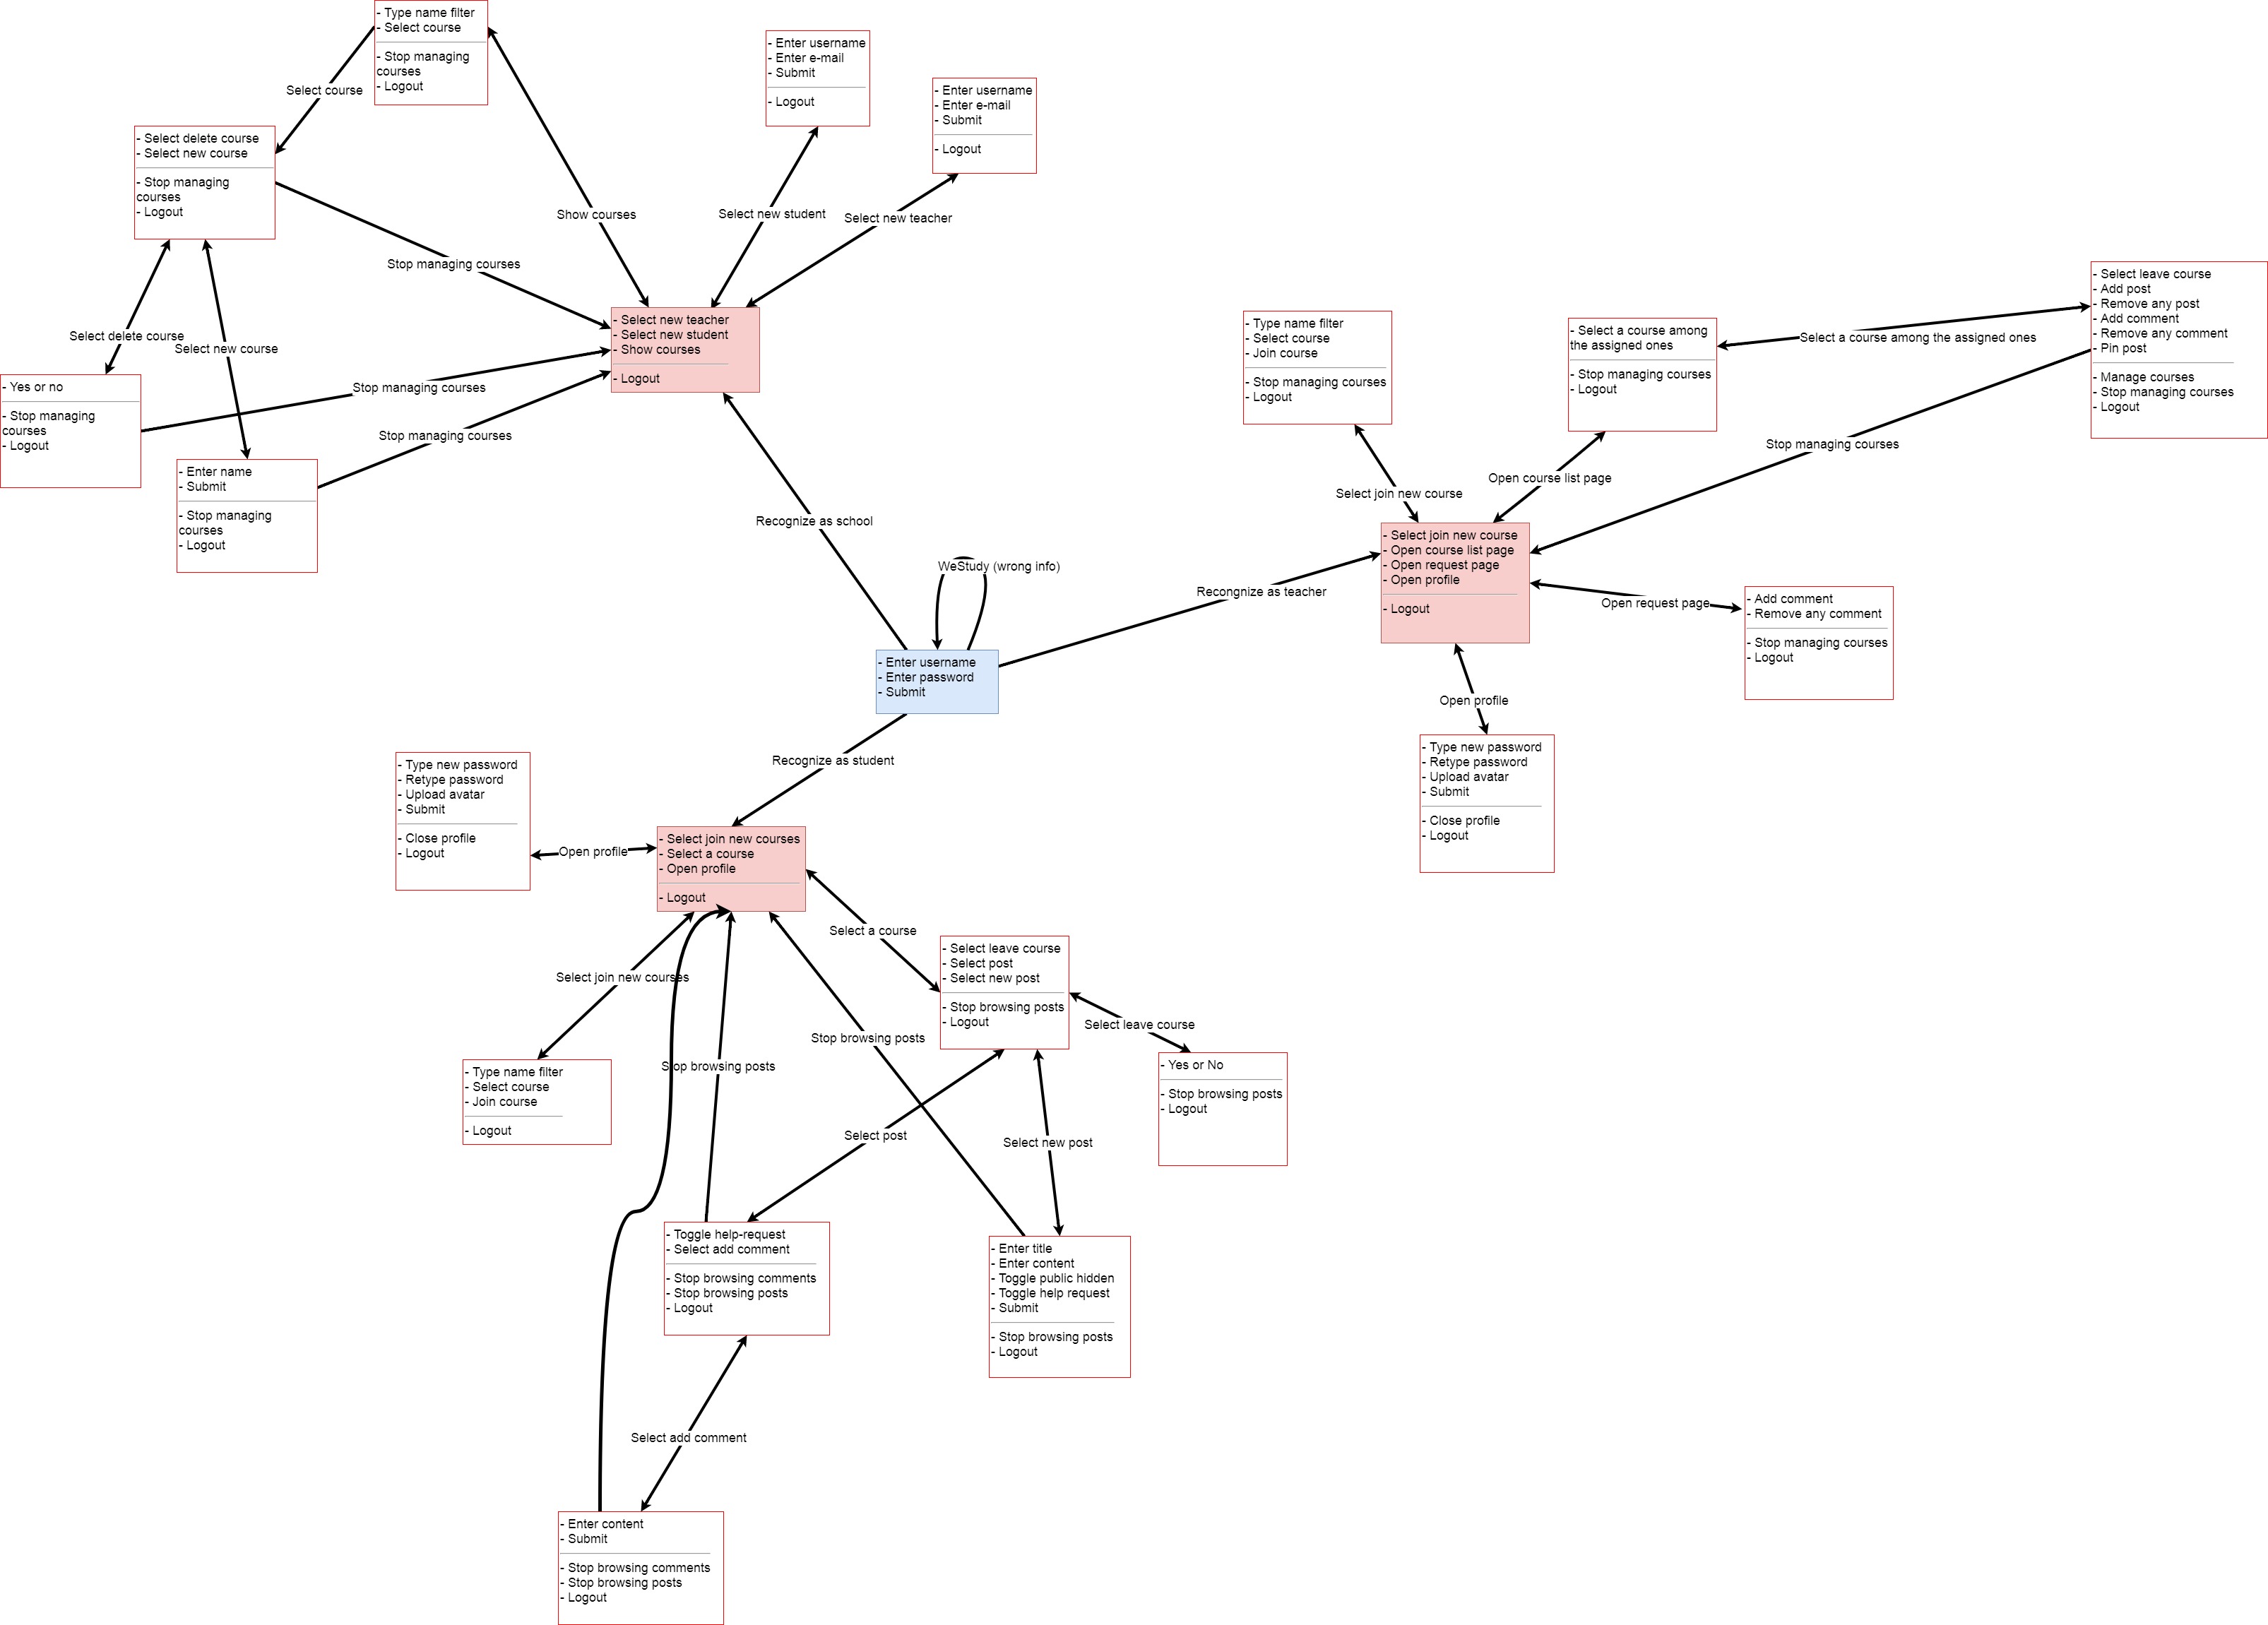 - Type name filter
- Select course
- Stop managing
courses
- Logout
- Enter username
- Enter e-mail
- Submit
- Logout
- Enter username
- Enter e-mail
- Submit
- Logout
Select course
- Select delete course
- Select new course
- Stop managing
courses
- Logout
Show courses
Select new student
Select new teacher
Stop managing courses
- Select new teacher
- Select new student
- Show courses
- Logout
Select delete course
Select new course
- Yes or no
- Stop managing
courses
- Logout
Stop managing courses
Stop managing courses
- Enter name
- Submit
- Stop managing
courses
- Logout
Recognize as school
WeStudy (wrong info)
- Enter username
- Enter password
- Submit
Recongnize as teacher
- Type name filter
- Select course
- Join course
- Stop managing courses
- Logout
- Select a course among
the assigned ones
- Stop managing courses
- Logout
Select a course among the assigned ones
- Select leave course
- Add post
- Remove any post
- Add comment
- Remove any comment
- Pin post
- Manage courses
- Stop managing courses
- Logout
Stop managing courses
Select join new course
Open course list page
- Select join new course
- Open course list page
- Open request page
- Open profile
- Logout
Open request page
- Add comment
- Remove any comment
- Stop managing courses
- Logout
Open profile
- Type new password
- Retype password
- Upload avatar
- Submit
- Close profile
- Logout
Recognize as student
- Type new password
- Retype password
- Upload avatar
- Submit
- Close profile
- Logout
Open profile
- Select join new courses
- Select a course
- Open profile
- Logout
Select a course
- Select leave course
- Select post
- Select new post
- Stop browsing posts
- Logout
Select join new courses
Stop browsing posts
Stop browsing posts
Select leave course
- Yes or No
- Stop browsing posts
- Logout
- Type name filter
- Select course
- Join course
- Logout
Select post
Select new post
- Toggle help-request
- Select add comment
- Stop browsing comments
- Stop browsing posts
- Logout
- Enter title
- Enter content
- Toggle public hidden
- Toggle help request
- Submit
- Stop browsing posts
- Logout
Select add comment
- Enter content
- Submit
- Stop browsing comments
- Stop browsing posts
- Logout